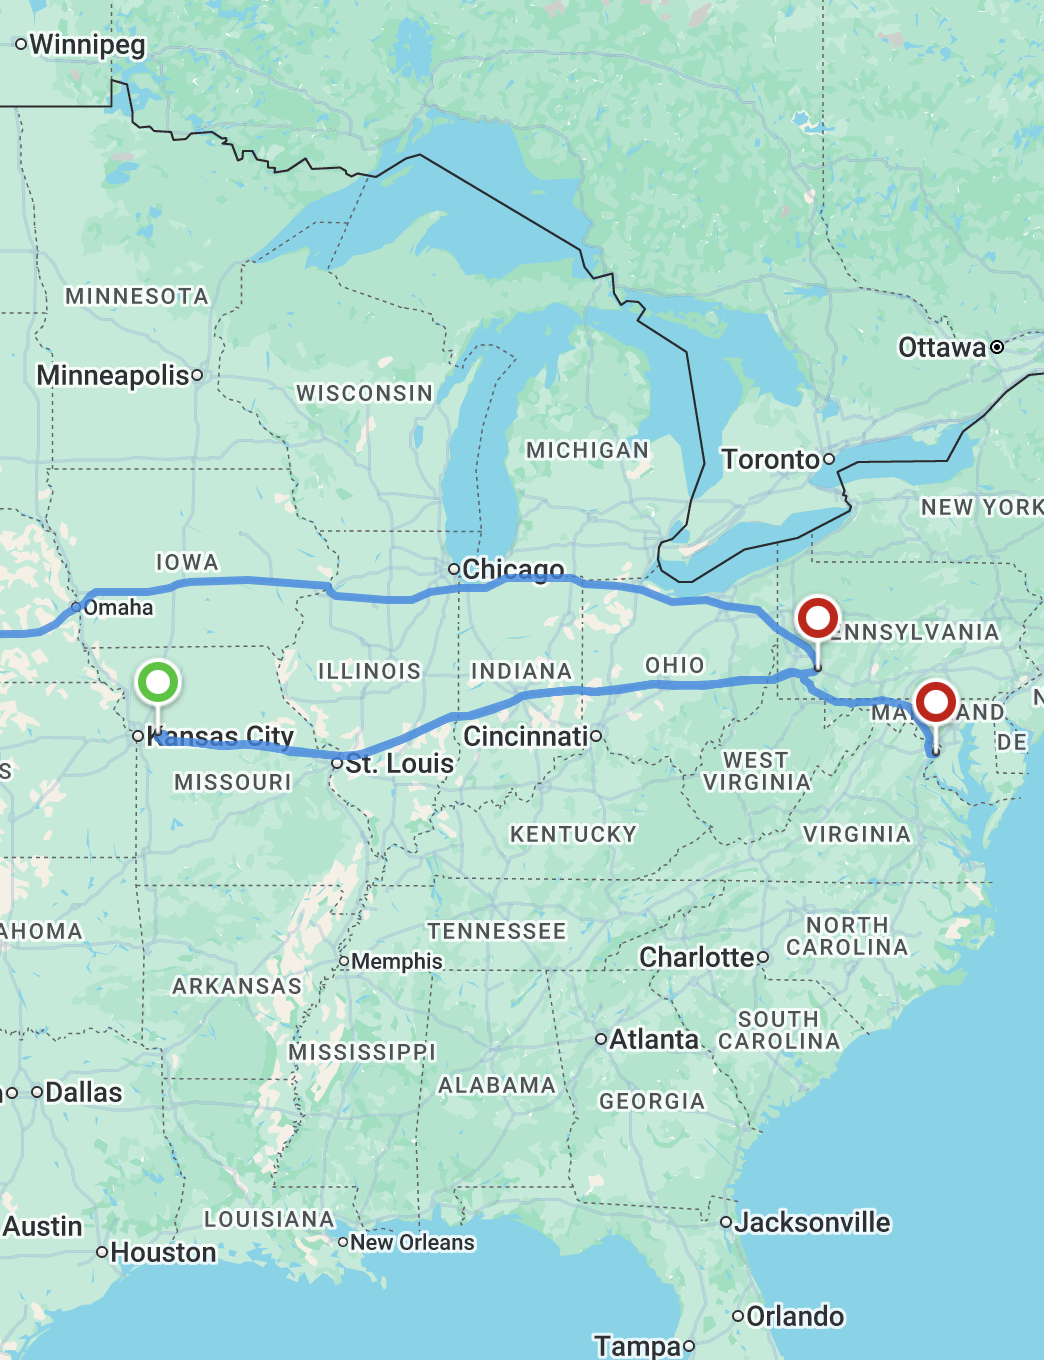 Winnipeg
MINNESOTA
Ottawa
Minneapolis
WISCONSIN
MICHIGAN
Toronto
NEW YORK
IOWA
Chicago
Omaha
ENNSYLVANIA
ILLINOIS
INDIANA
OHIO
MA
AND
N
Kansas City
Cincinnati
DE
St. Louis
S
MISSOURI
WEST
VIRGINIA
KENTUCKY
VIRGINIA
AHOMA
TENNESSEE
NORTH
CAROLINA
Memphis
Charlotte
ARKANSAS
SOUTH
CAROLINA
Atlanta
MISSISSIPPI
ALABAMA
Dallas
GEORGIA
LOUISIANA
Austin
Jacksonville
Houston
New Orleans
Orlando
Tampa